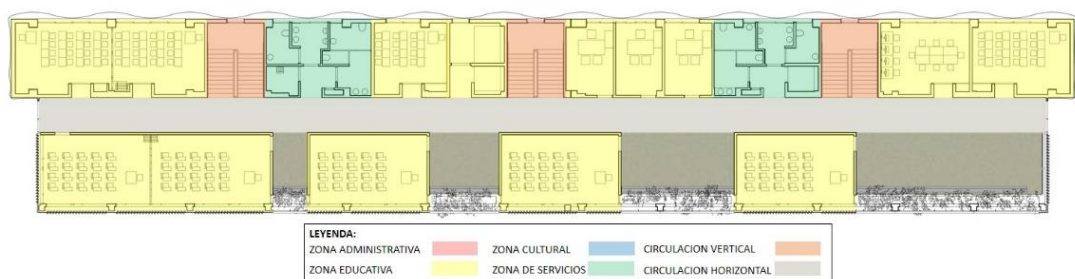 LEYENDA:
ZONA ADMINISTRATIVA ZONA CULTURAL CIRCULACION VERTICAL
ZONA EDUCATIVA ZONA DE SERVICIOS CIRCULACION HORIZONTAL